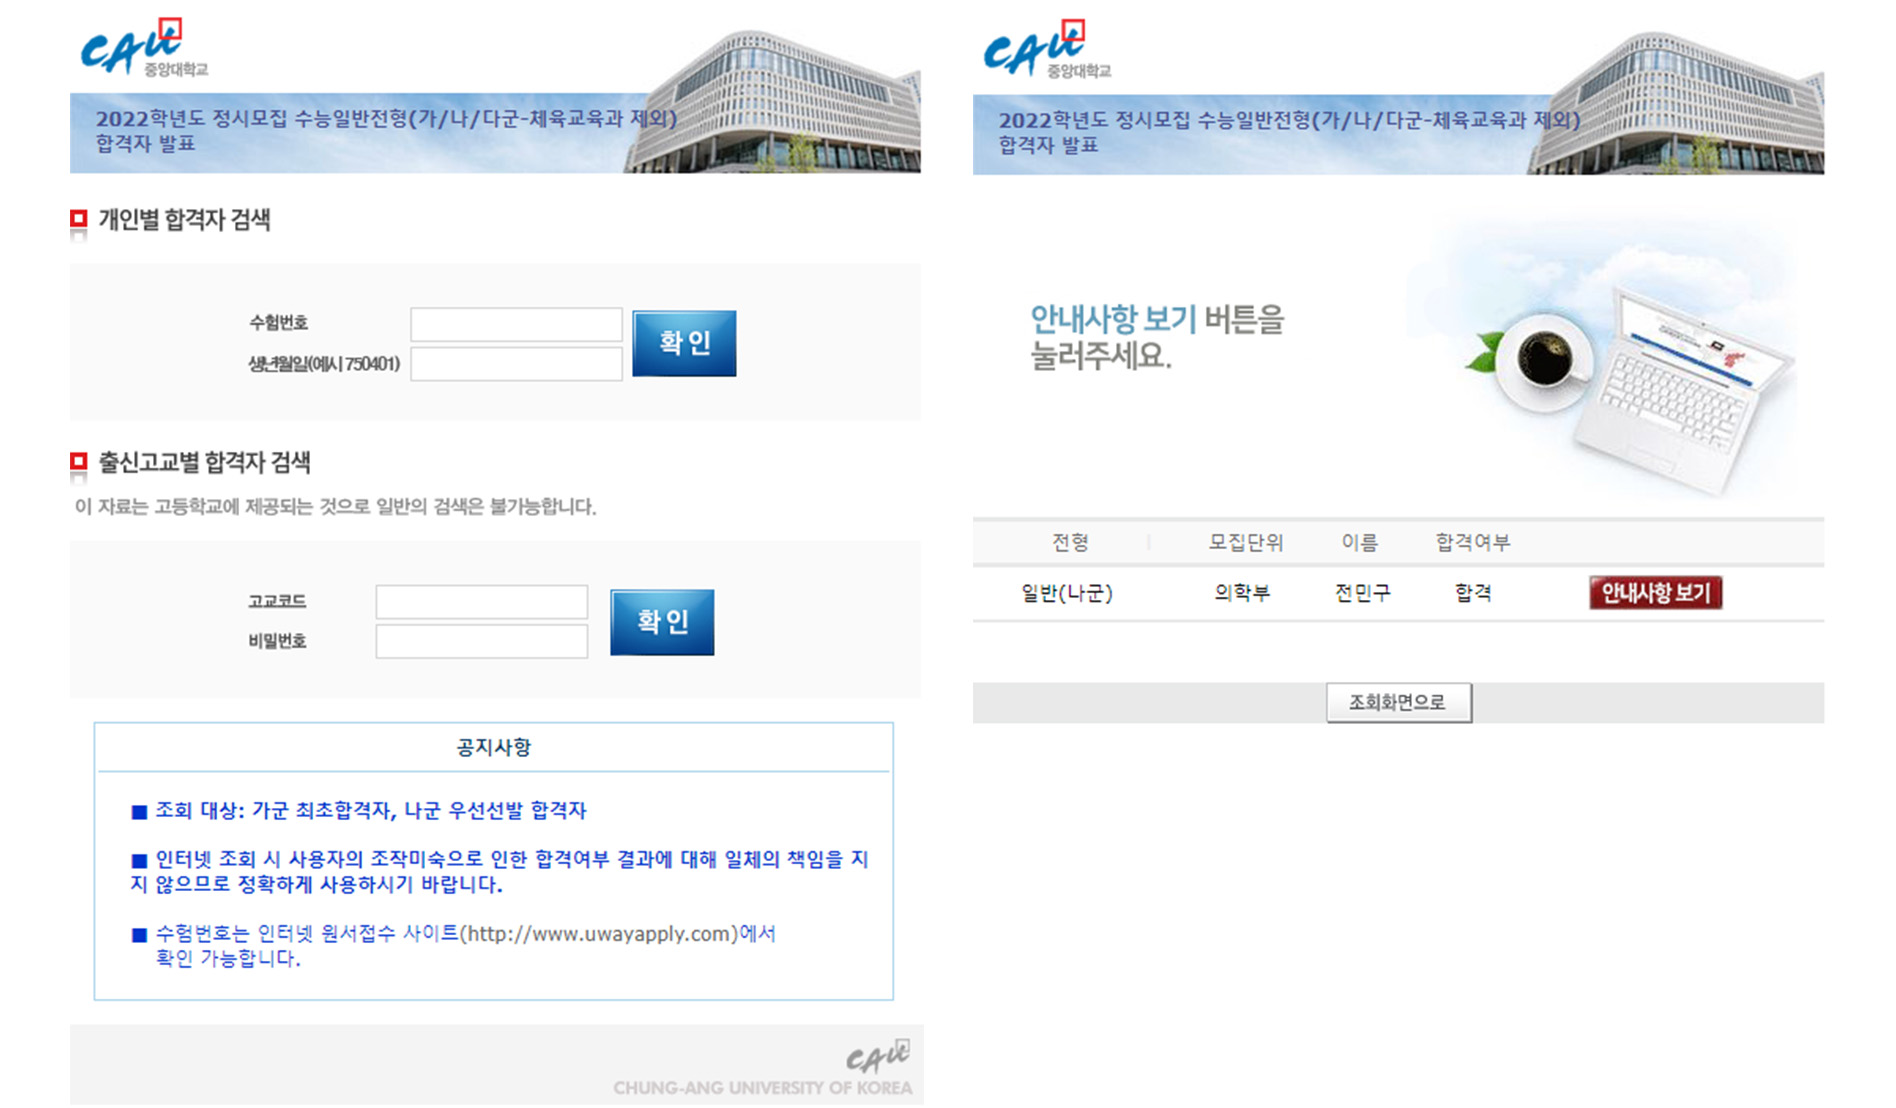 CAU
중앙대학교
2022학년도 정시모집 수능일반전형(가/나/다군-체육교육과 제외)
합격자 발표
개인별 합격자 검색
수험번호
생년월일(예시 750401)
확인
출신고교별 합격자 검색
이 자료는 고등학교에 제공되는 것으로 일반의 검색은 불가능합니다.
고교코드
비밀번호
확인
공지사항
■ 조회 대상: 가군 최초합격자, 나군 우선선발 합격자
■ 인터넷 조회 시 사용자의 조작미숙으로 인한 합격여부 결과에 대해 일체의 책임을 지
지 않으므로 정확하게 사용하시기 바랍니다.
■ 수험번호는 인터넷 원서접수 사이트(http://www.uwayapply.com)에서
확인 가능합니다.
CAU
CHUNG-ANG UNIVERSITY OF KOREA
CAU
중앙대학교
2022학년도 정시모집 수능일반전형(가/나/다군-체육교육과 제외)
합격자 발표
안내사항 보기 버튼을
눌러주세요.
전형 모집단위 이름 합격여부
일반(나군) 의학부 전민구 합격 안내사항 보기
조회화면으로